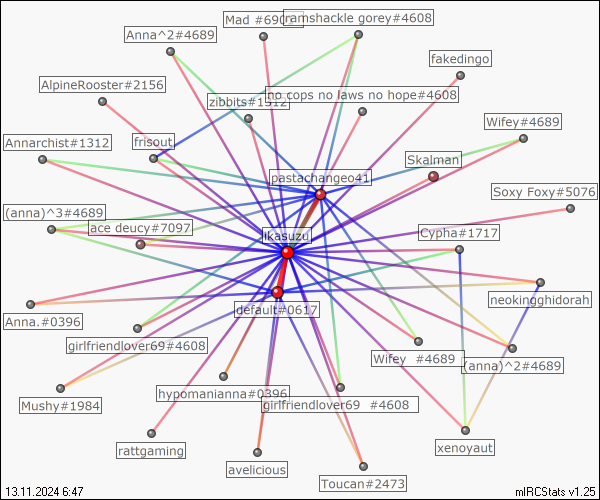 Mad #690
ramshackle gorey#4608
Anna^2#4689
fakedingo
AlpineRooster#2156
zibbits#1312
no cops no laws no hope#4608
Wifey#4689
Annarchist#1312
frisout
Skalman
pastachangeo41
Soxy Foxy#5076
(anna)^3#4689
ace deucy#7097
ikasuzu
Cypha#1717
neokingghidorah
default#0617
Anna.#0396
girlfriendlover69#4608
Wifey  #4689
(anna)^2#4689
hypomanianna#0396
girlfriendlover69  #4608
Mushy#1984
rattgaming
xenoyaut
avelicious
Toucan#2473
13.11.2024 6:47
mIRCStats v1.25